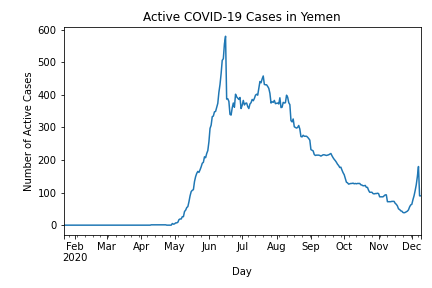 Active COVID-19 Cases in Yemen
600
500
400
300
200
100
0
Number of Active Cases
Feb Mar Apr May Jun Jul Aug Sep Oct Nov Dec
2020
Day